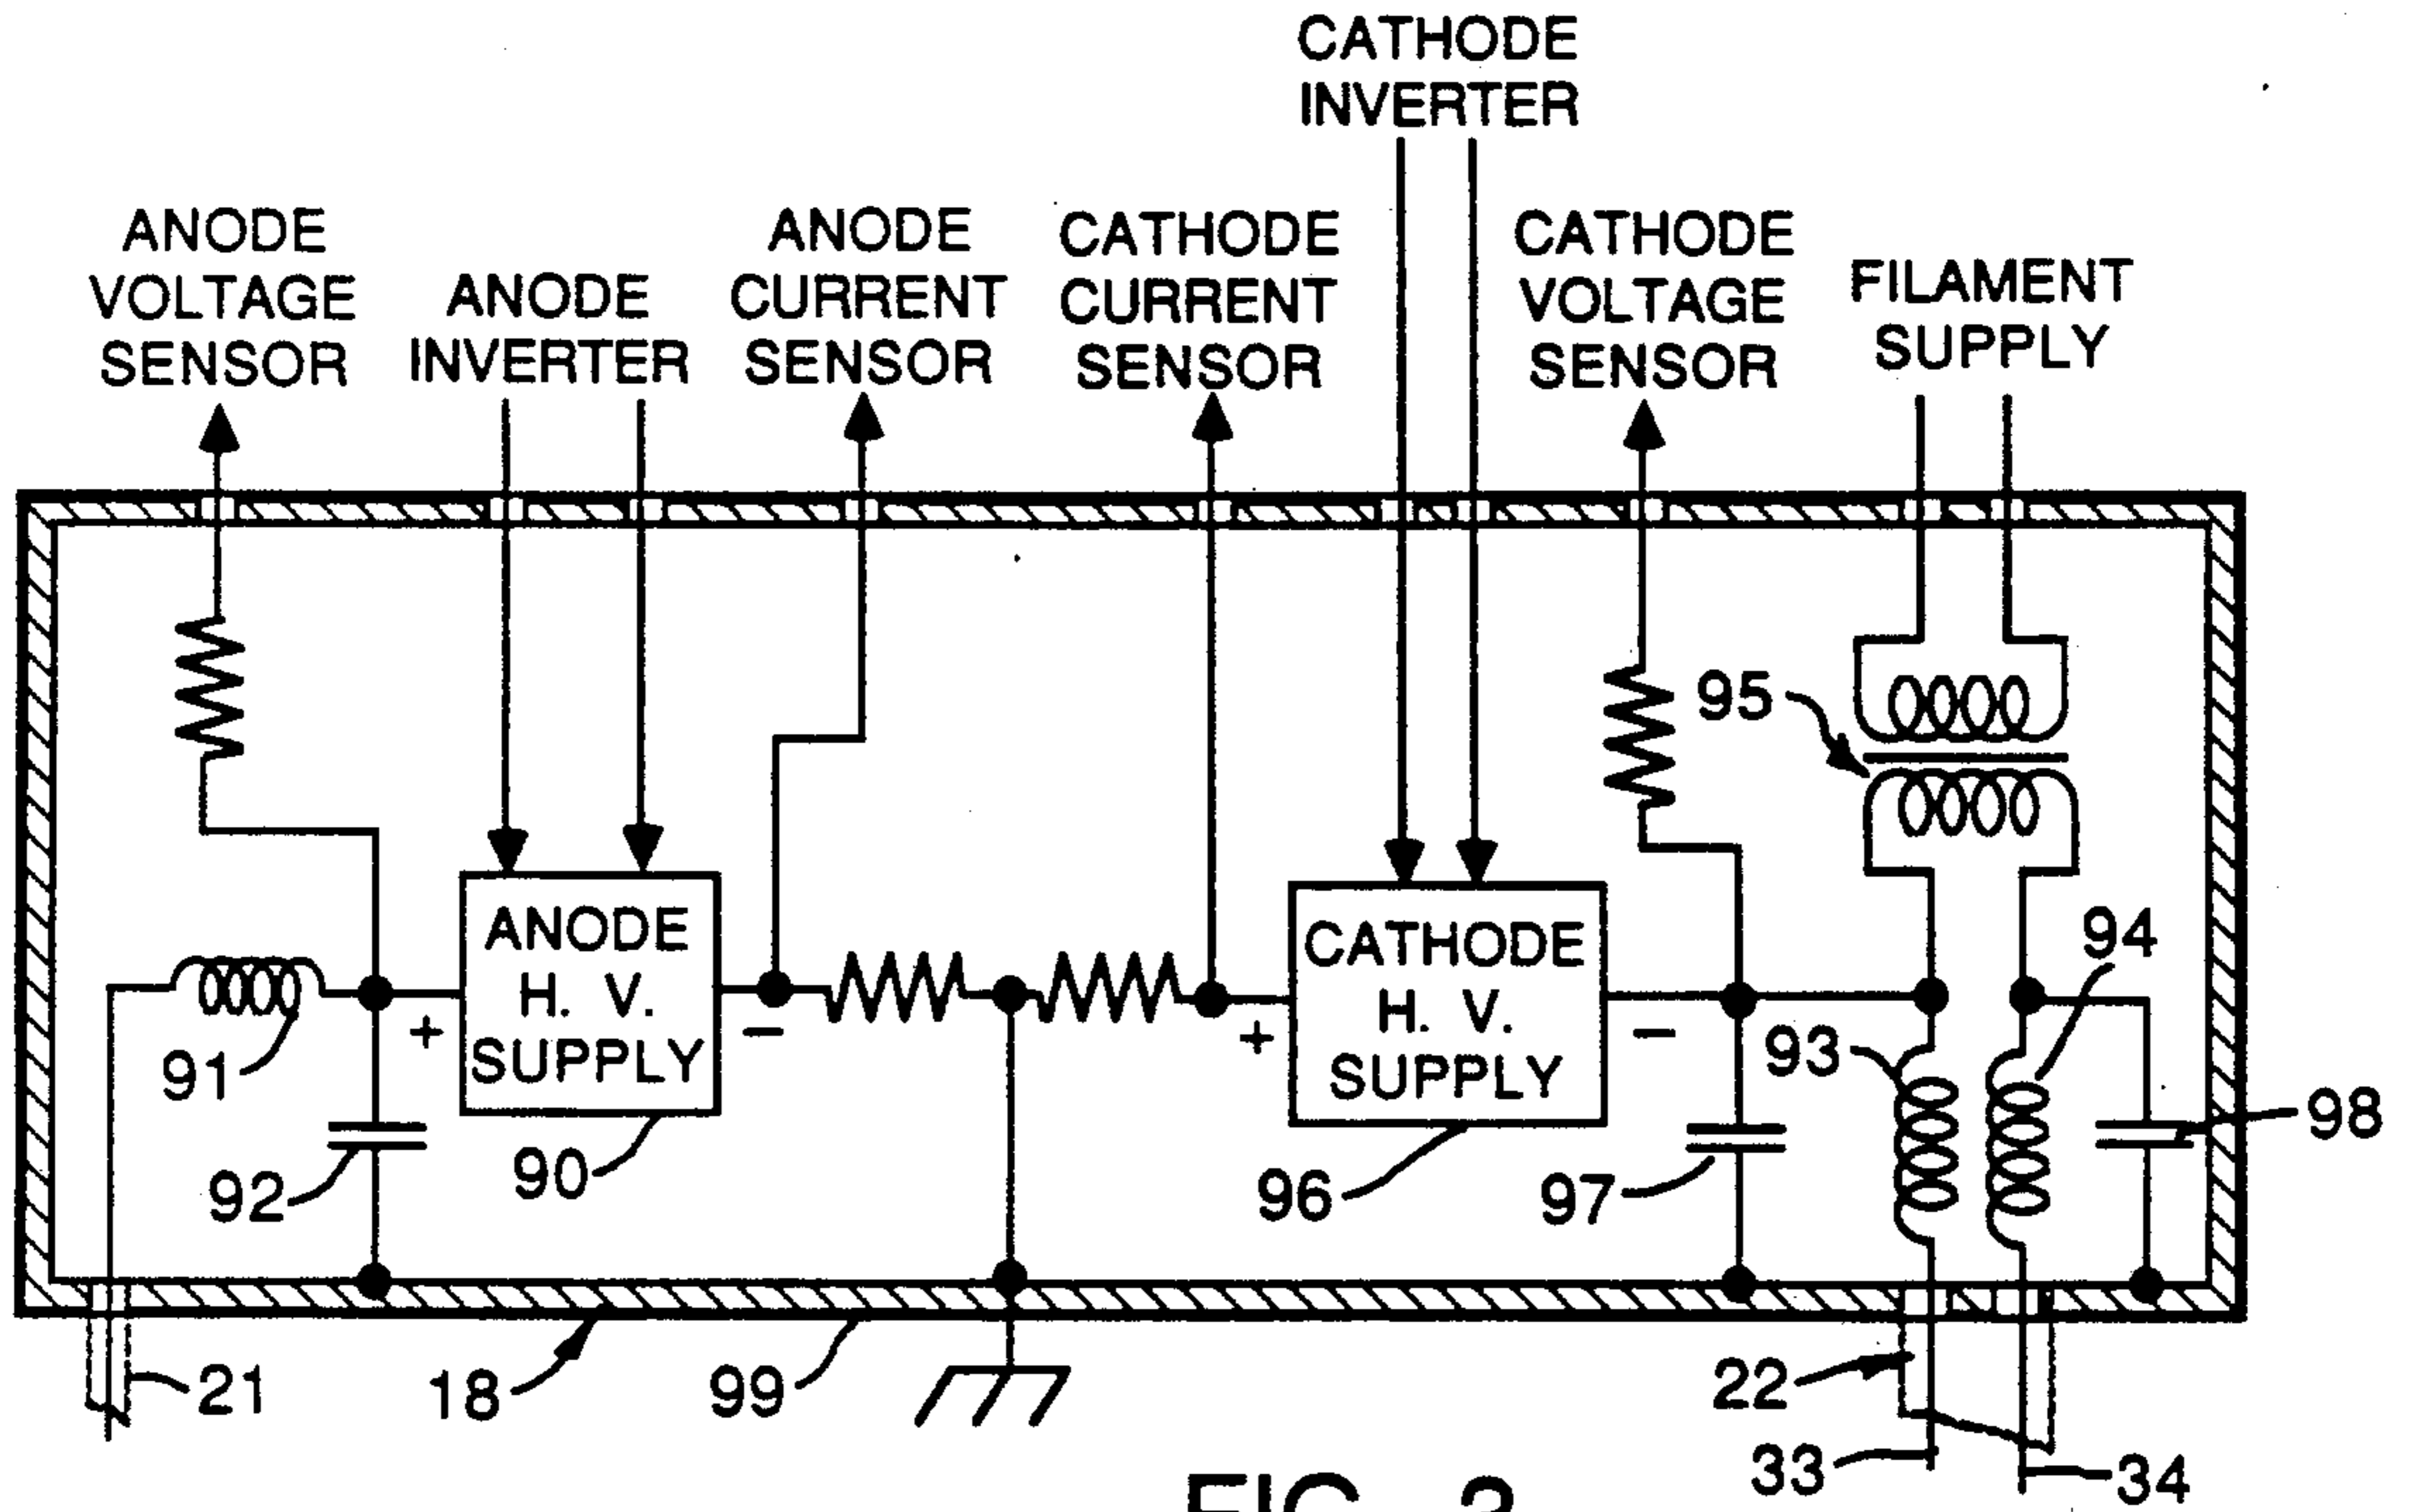 CATHODE
INVERTER
ANODE
VOLTAGE
SENSOR
ANODE
INVERTER
ANODE
CURRENT
SENSOR
CATHODE
CURRENT
SENSOR
CATHODE
VOLTAGE
SENSOR
FILAMENT
SUPPLY
95
ANODE
H. V.
SUPPLY
+
−
CATHODE
H. V.
SUPPLY
+
−
94
91
93
92
90
96
97
98
21
18
99
22
33
34